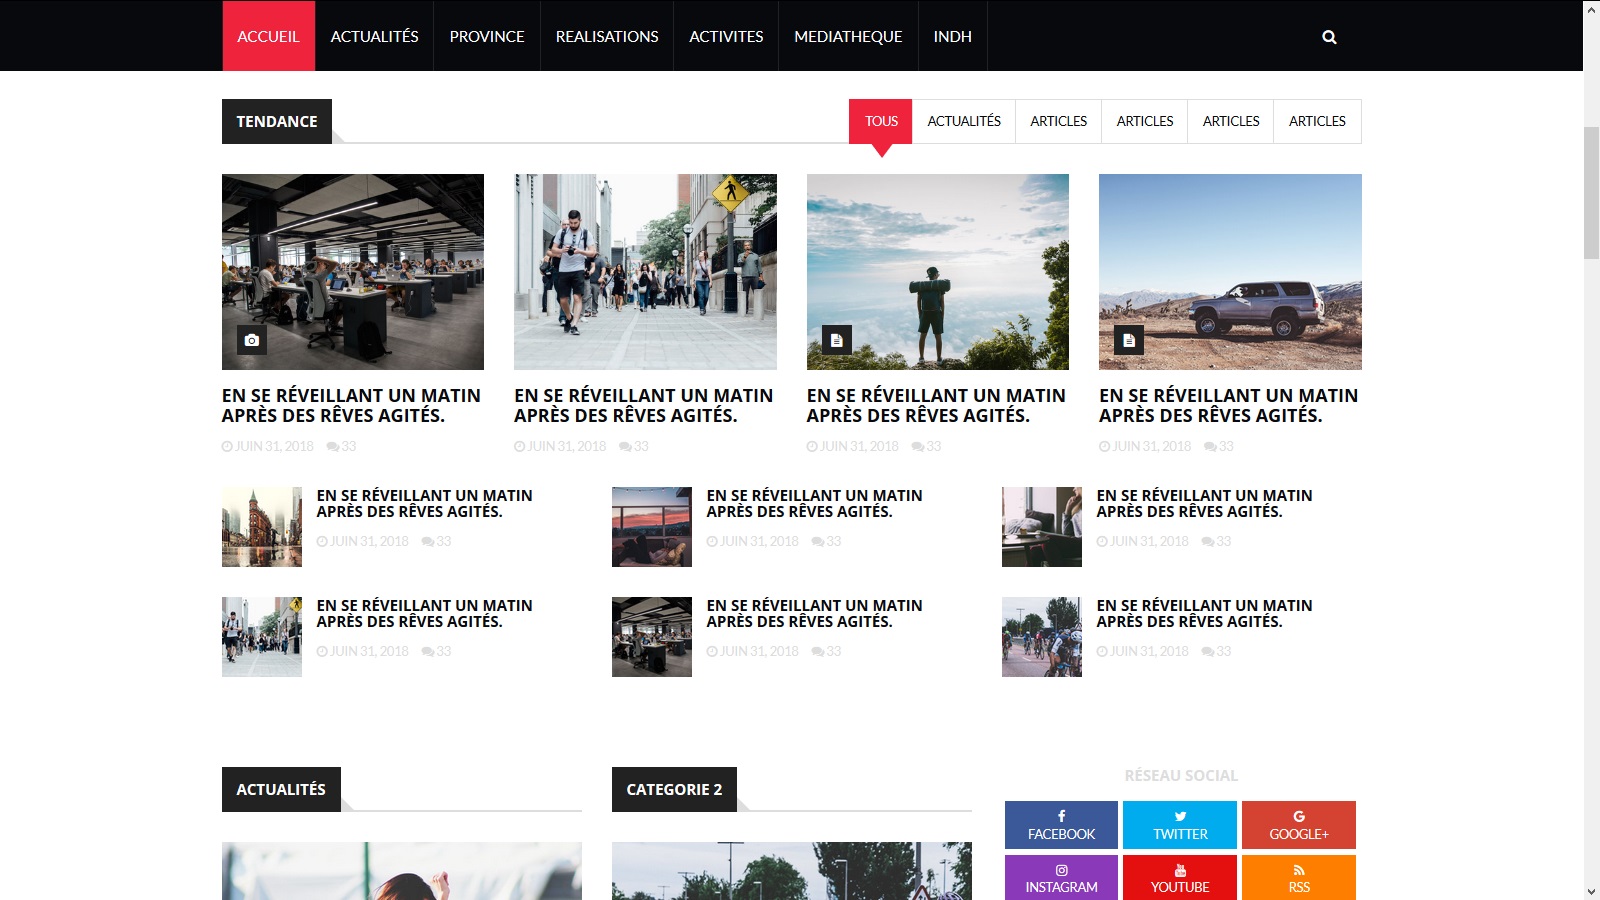 ACCUEIL ACTUALITÉS PROVINCE REALISATIONS ACTIVITES MEDIATHEQUE INDH
TENDANCE
TOUS ACTUALITÉS ARTICLES ARTICLES ARTICLES ARTICLES
EN SE RÉVEILLANT UN MATIN
APRÈS DES RÊVES AGITÉS.
JUIN 31, 2018 33
EN SE RÉVEILLANT UN MATIN
APRÈS DES RÊVES AGITÉS.
JUIN 31, 2018 33
EN SE RÉVEILLANT UN MATIN
APRÈS DES RÊVES AGITÉS.
JUIN 31, 2018 33
EN SE RÉVEILLANT UN MATIN
APRÈS DES RÊVES AGITÉS.
JUIN 31, 2018 33
EN SE RÉVEILLANT UN MATIN
APRÈS DES RÊVES AGITÉS.
JUIN 31, 2018 33
EN SE RÉVEILLANT UN MATIN
APRÈS DES RÊVES AGITÉS.
JUIN 31, 2018 33
EN SE RÉVEILLANT UN MATIN
APRÈS DES RÊVES AGITÉS.
JUIN 31, 2018 33
EN SE RÉVEILLANT UN MATIN
APRÈS DES RÊVES AGITÉS.
JUIN 31, 2018 33
EN SE RÉVEILLANT UN MATIN
APRÈS DES RÊVES AGITÉS.
JUIN 31, 2018 33
EN SE RÉVEILLANT UN MATIN
APRÈS DES RÊVES AGITÉS.
JUIN 31, 2018 33
ACTUALITÉS
CATEGORIE 2
RÉSEAU SOCIAL
FACEBOOK
TWITTER
GOOGLE+
INSTAGRAM
YOUTUBE
RSS